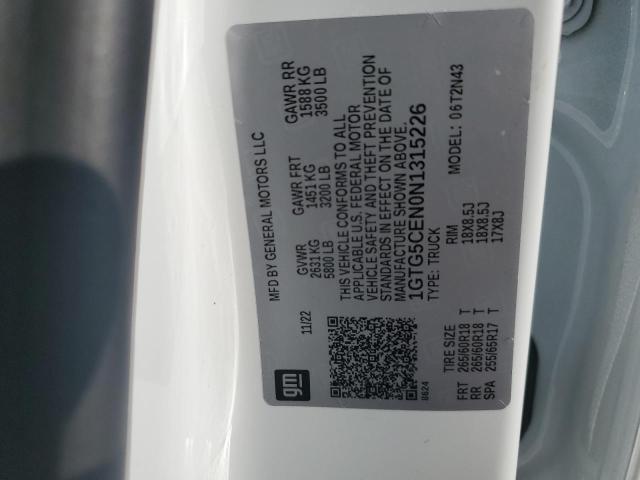 gm
MFD BY GENERAL MOTORS LLC
11/22
GVWR GAWR FRT GAWR RR
2631 KG 1451 KG 1588 KG
5800 LB 3200 LB 3500 LB
THIS VEHICLE CONFORMS TO ALL
APPLICABLE U.S. FEDERAL MOTOR
VEHICLE SAFETY AND THEFT PREVENTION
STANDARDS IN EFFECT ON THE DATE OF
MANUFACTURE SHOWN ABOVE.
1GTG5CEN0N1315226
TYPE: TRUCK MODEL: 06T2N43
8624
TIRE SIZE RIM
FRT 265/60R18 T 18X8.5J
RR 265/60R18 T 18X8.5J
SPA 255/65R17 T 17X8J